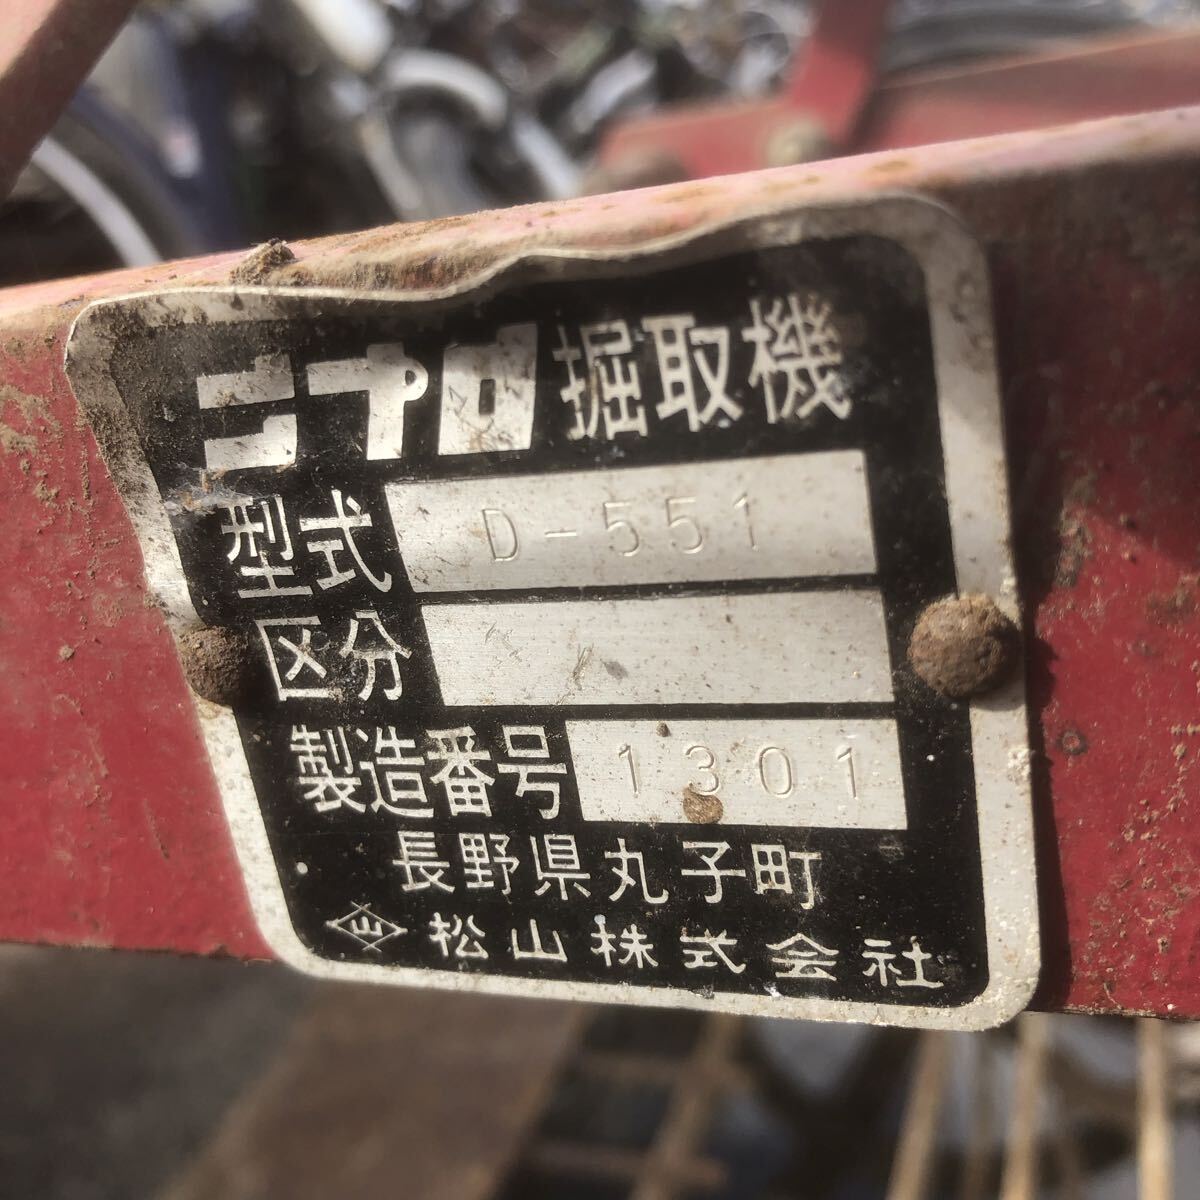 ニプロ掘取機
型式 D-551
区分
製造番号 1301
長野県丸子町
松山株式会社